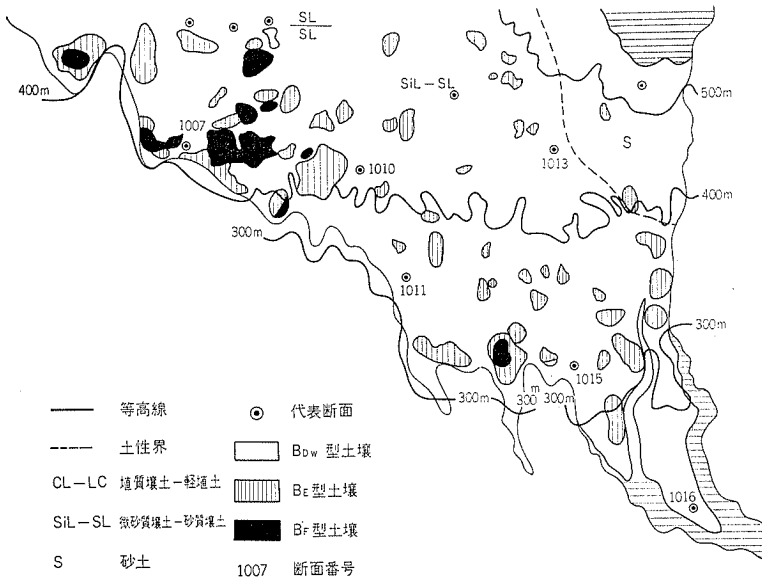 SL
SL
400m
SiL-SL
500m
1007
S
1010
1013
400m
300m
1011
300m
1015
300m
m
300
300m
1016
等高線
代表断面
土性界
BDW 型土壌
CL-LC 埴質壌土-軽埴土
BE 型土壌
SiL-SL 微砂質壌土-砂質壌土
BF 型土壌
S 砂土
1007 断面番号